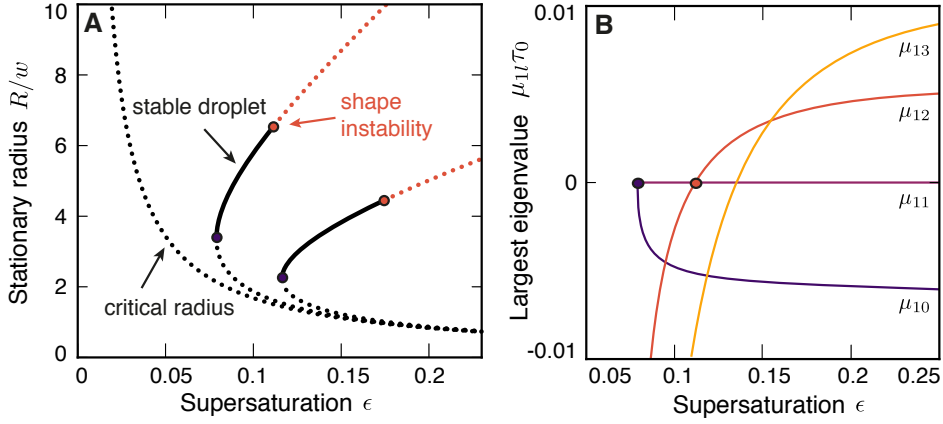 A
10
8
6
4
2
0
Stationary radius R/w
stable droplet
shape
instability
critical radius
0
0.05
0.1
0.15
0.2
Supersaturation ϵ
B
0.01
0
-0.01
Largest eigenvalue μ₁ₗτ₀
μ₁₃
μ₁₂
μ₁₁
μ₁₀
0.05
0.1
0.15
0.2
0.25
Supersaturation ϵ